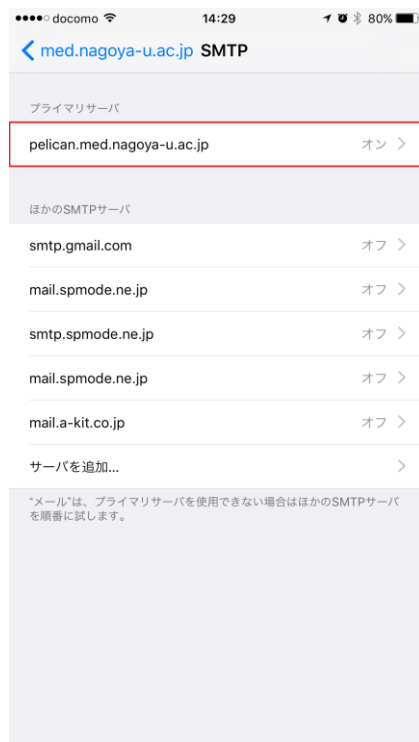 docomo 14:29 80%
med.nagoya-u.ac.jp SMTP
プライマリサーバ
pelican.med.nagoya-u.ac.jp オン
ほかのSMTPサーバ
smtp.gmail.com オフ
mail.spmode.ne.jp オフ
smtp.spmode.ne.jp オフ
mail.spmode.ne.jp オフ
mail.a-kit.co.jp オフ
サーバを追加...
“メール”は、プライマリサーバを使用できない場合はほかのSMTPサーバ
を順番に試します。